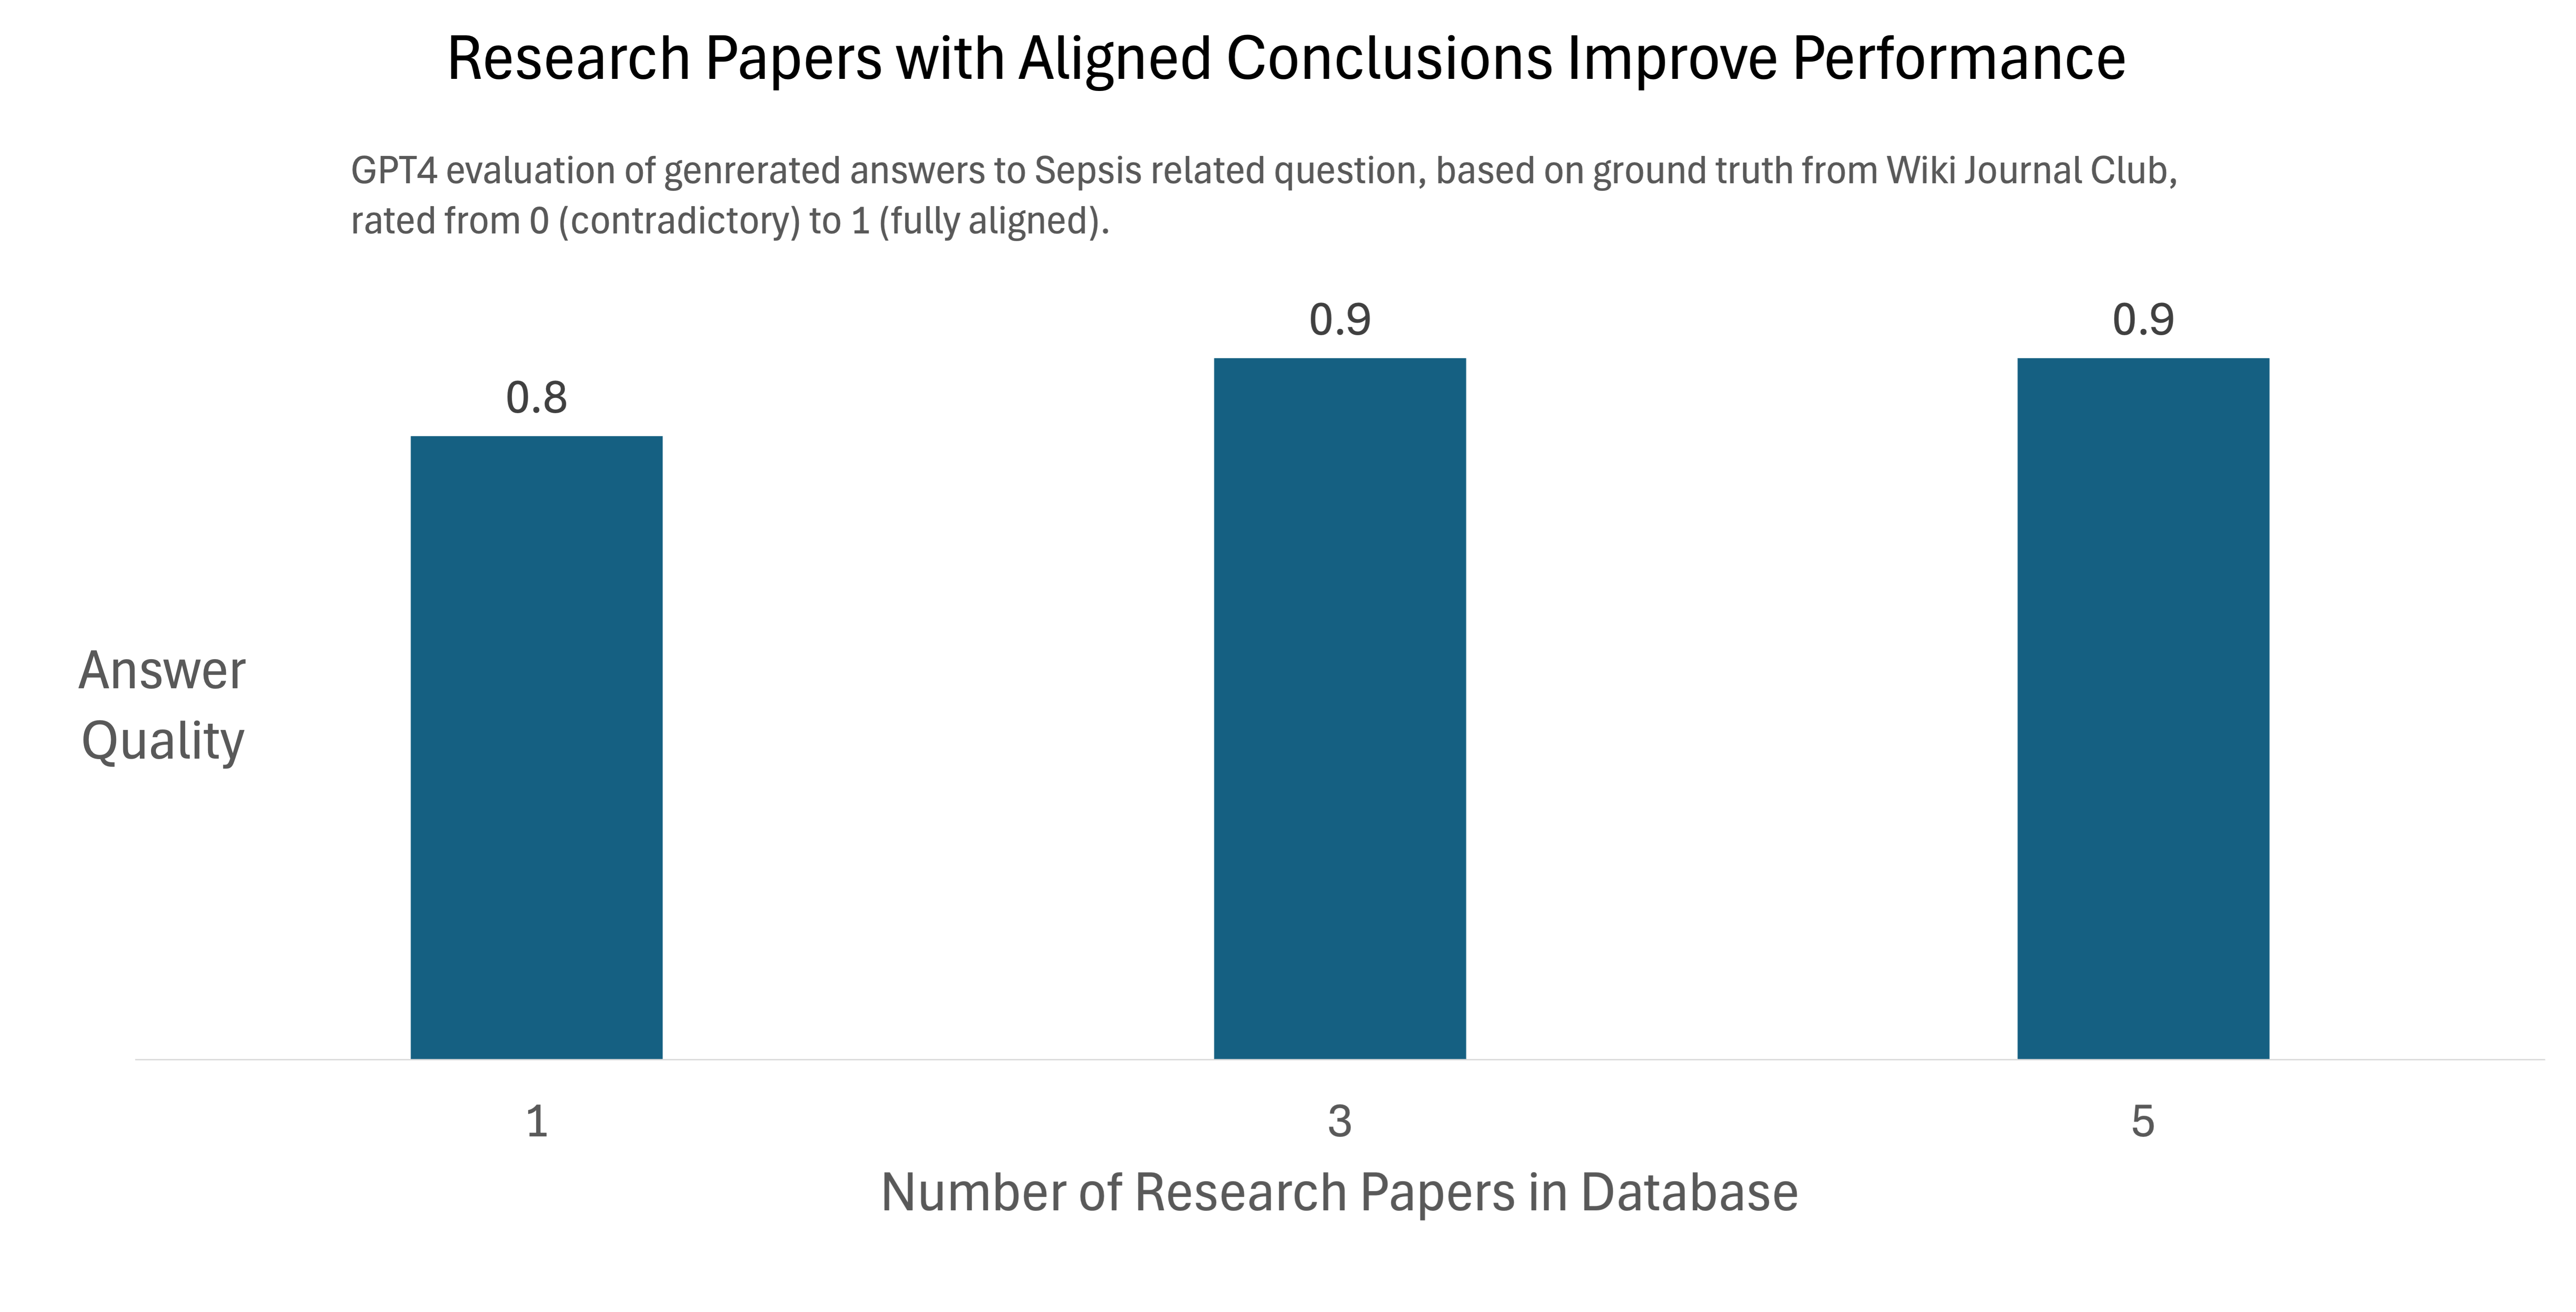 Research Papers with Aligned Conclusions Improve Performance
GPT4 evaluation of genrerated answers to Sepsis related question, based on ground truth from Wiki Journal Club,
rated from 0 (contradictory) to 1 (fully aligned).
0.8
0.9
0.9
Answer
Quality
1
3
5
Number of Research Papers in Database